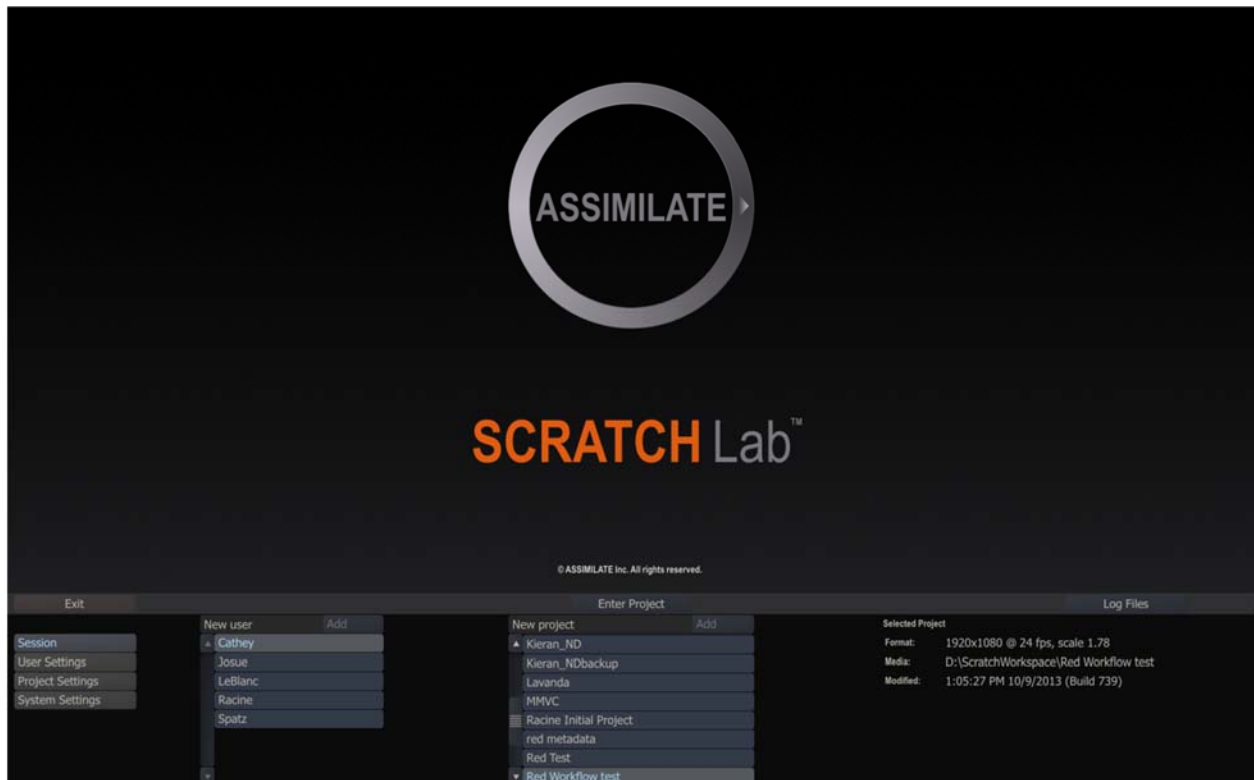 ASSIMILATE
SCRATCH Lab™
© ASSIMILATE Inc. All rights reserved.
Exit
Enter Project
Log Files
Session
User Settings
Project Settings
System Settings
New user Add
Cathey
Josue
LeBlanc
Racine
Spatz
New project Add
Kieran_ND
Kieran_NDbackup
Lavanda
MMVC
Racine Initial Project
red metadata
Red Test
Red Workflow test
Selected Project
Format: 1920x1080 @ 24 fps, scale 1.78
Media: D:\ScratchWorkspace\Red Workflow test
Modified: 1:05:27 PM 10/9/2013 (Build 739)